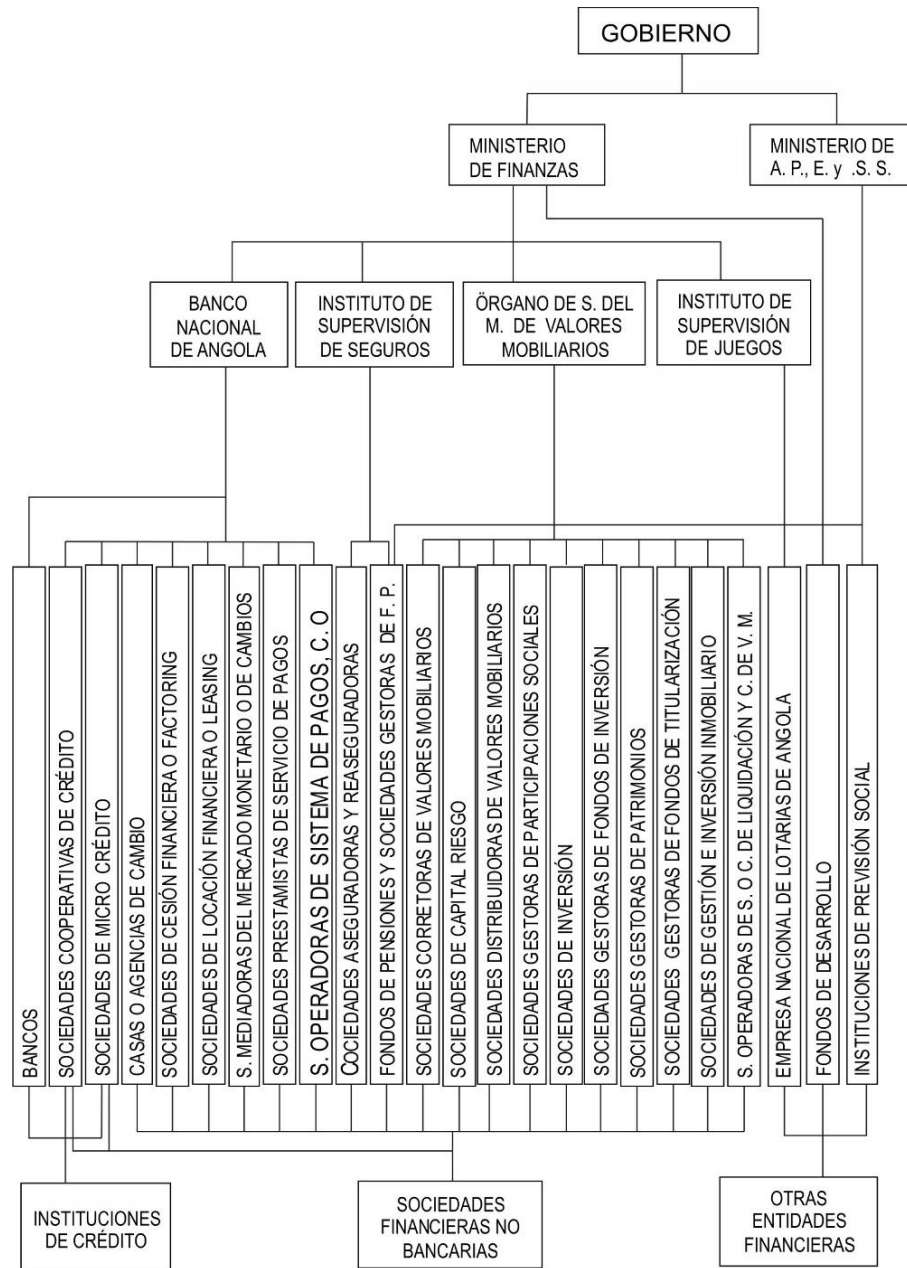 GOBIERNO
MINISTERIO
DE FINANZAS
MINISTERIO DE
A. P., E. y .S. S.
BANCO
NACIONAL
DE ANGOLA
INSTITUTO DE
SUPERVISIÓN
DE SEGUROS
ÖRGANO DE S. DEL
M. DE VALORES
MOBILIARIOS
INSTITUTO DE
SUPERVISIÓN
DE JUEGOS
BANCOS
SOCIEDADES COOPERATIVAS DE CRÉDITO
SOCIEDADES DE MICRO CRÉDITO
CASAS O AGENCIAS DE CAMBIO
SOCIEDADES DE CESIÓN FINANCIERA O FACTORING
SOCIEDADES DE LOCACIÓN FINANCIERA O LEASING
S. MEDIADORAS DEL MERCADO MONETARIO O DE CAMBIOS
SOCIEDADES PRESTAMISTAS DE SERVICIO DE PAGOS
S. OPERADORAS DE SISTEMA DE PAGOS, C. O
COCIEDADES ASEGURADORAS Y REASEGURADORAS
FONDOS DE PENSIONES Y SOCIEDADES GESTORAS DE F. P.
SOCIEDADES CORRETORAS DE VALORES MOBILIARIOS
SOCIEDADES DE CAPITAL RIESGO
SOCIEDADES DISTRIBUIDORAS DE VALORES MOBILIARIOS
SOCIEDADES GESTORAS DE PARTICIPACIONES SOCIALES
SOCIEDADES DE INVERSIÓN
SOCIEDADES GESTORAS DE FONDOS DE INVERSIÓN
SOCIEDADES GESTORAS DE PATRIMONIOS
SOCIEDADES GESTORAS DE FONDOS DE TITULARIZACIÓN
SOCIEDADES DE GESTIÓN E INVERSIÓN INMOBILIARIO
S. OPERADORAS DE S. O C. DE LIQUIDACIÓN Y C. DE V. M.
EMPRESA NACIONAL DE LOTARIAS DE ANGOLA
FONDOS DE DESARROLLO
INSTITUCIONES DE PREVISIÓN SOCIAL
INSTITUCIONES
DE CRÉDITO
SOCIEDADES
FINANCIERAS NO
BANCARIAS
OTRAS
ENTIDADES
FINANCIERAS